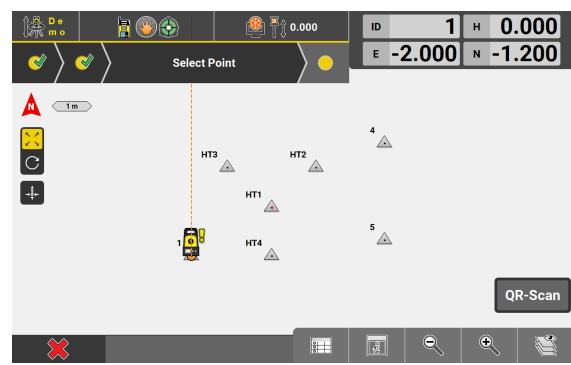 De
mo
0.000
ID 1 H 0.000
E -2.000 N -1.200
Select Point
N
1 m
4
HT3
HT2
HT1
5
1
HT4
QR-Scan